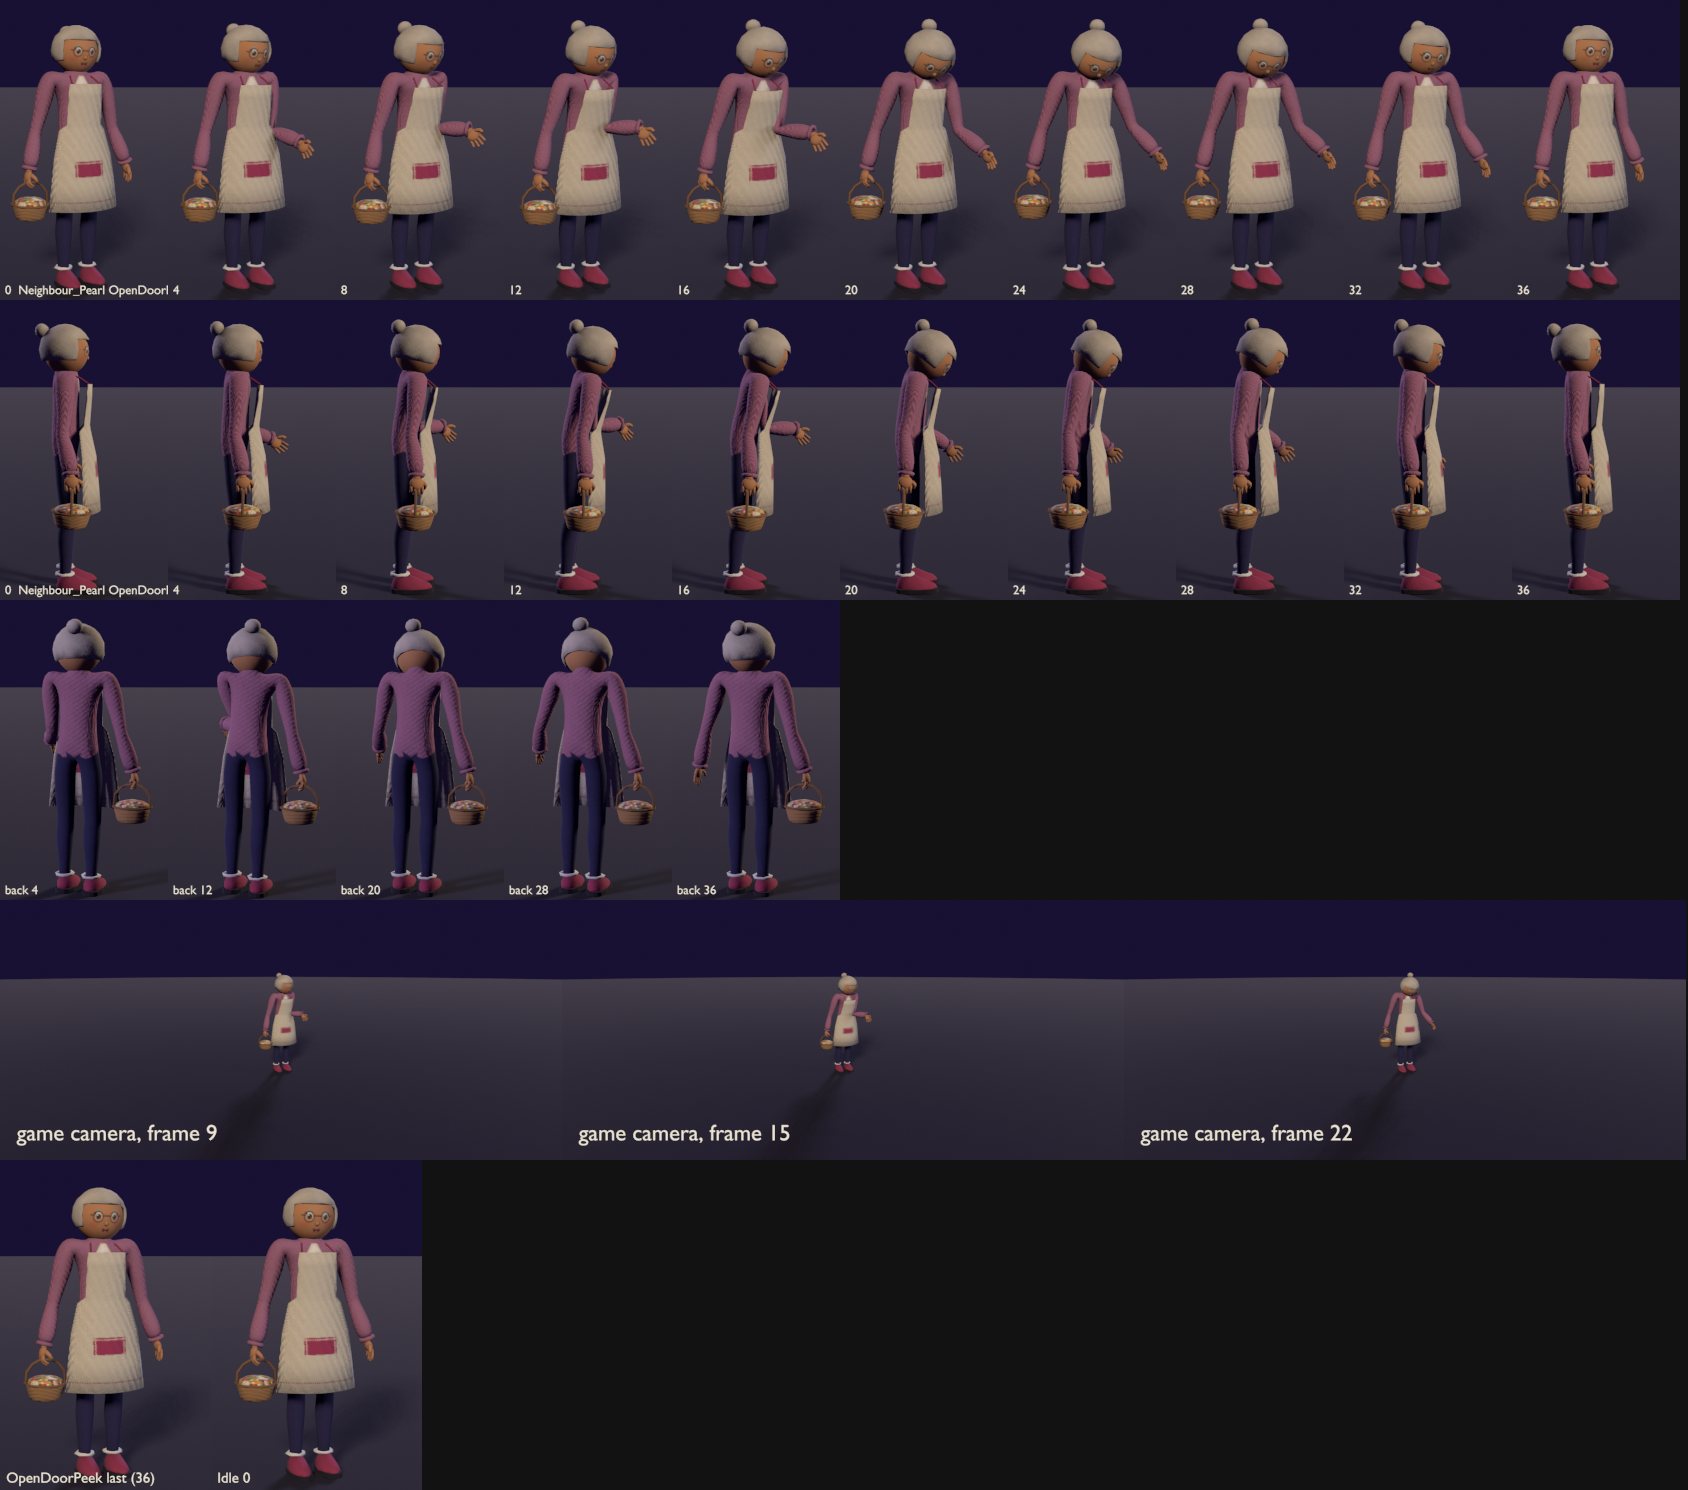 0 Neighbour_Pearl OpenDoorI 4 8 12 16 20 24 28 32 36
0 Neighbour_Pearl OpenDoorI 4 8 12 16 20 24 28 32 36
back 4 back 12 back 20 back 28 back 36
game camera, frame 9 game camera, frame 15 game camera, frame 22
OpenDoorPeek last (36) Idle 0